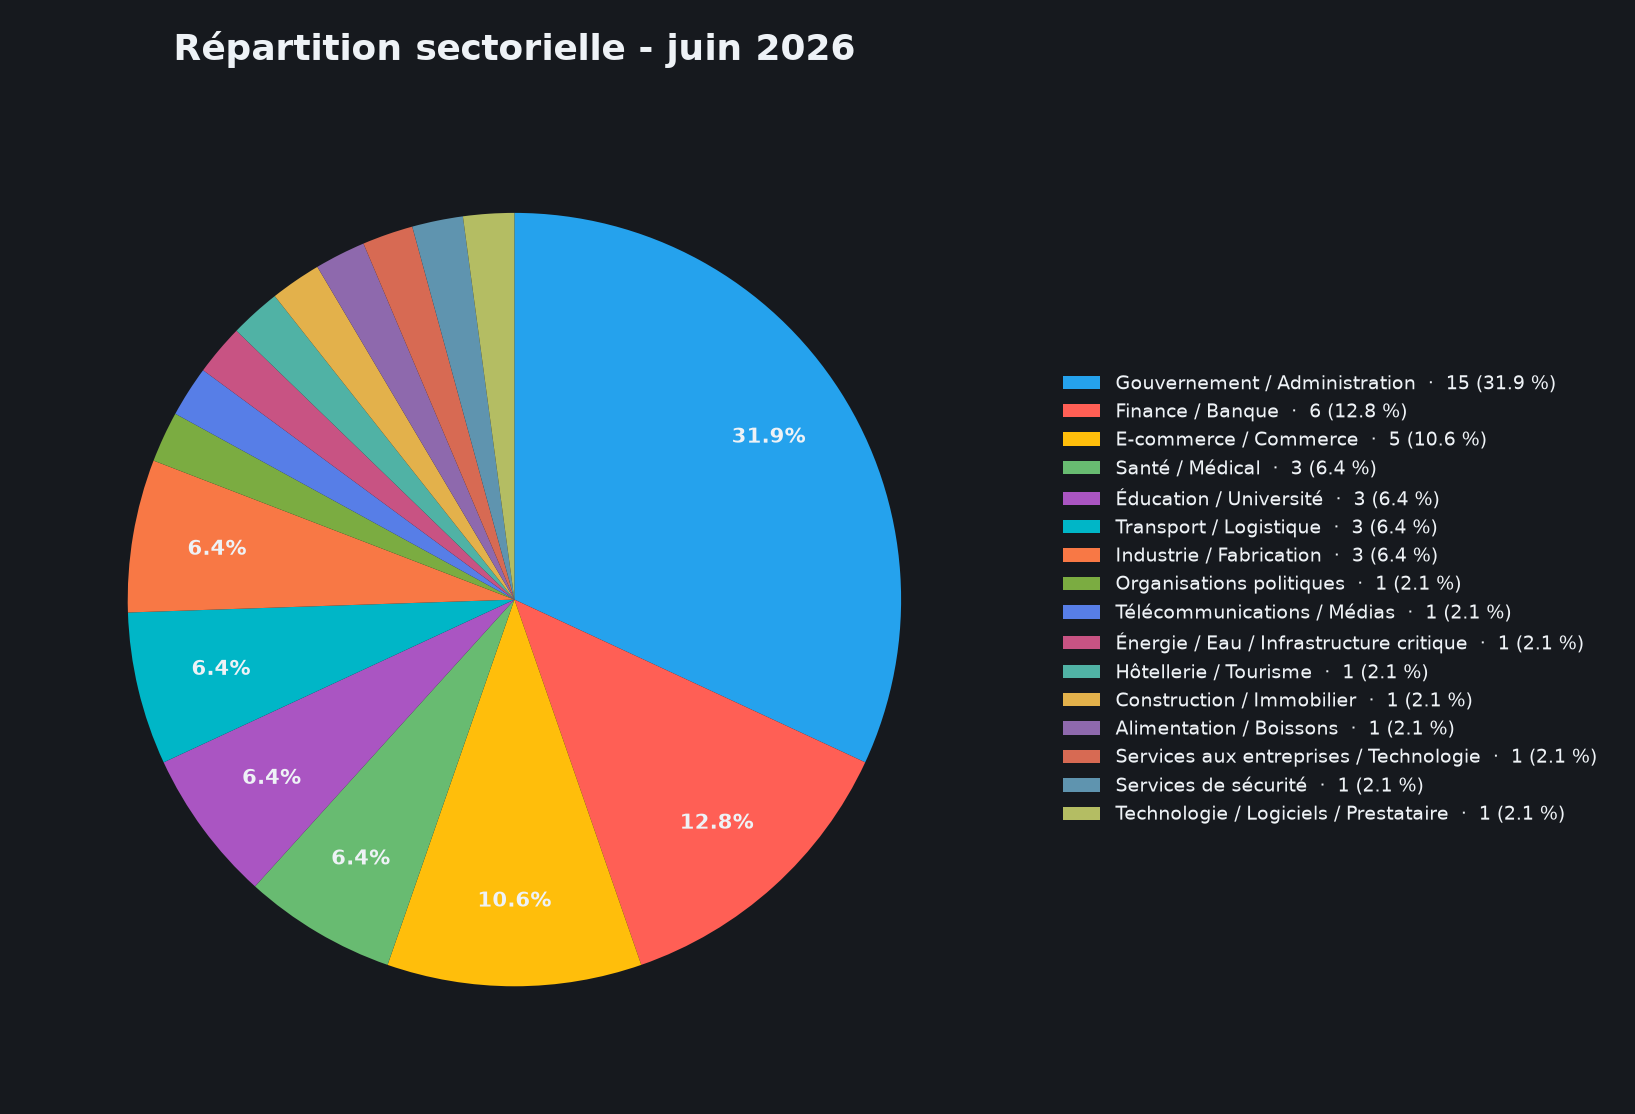 Répartition sectorielle - juin 2026
31.9%
12.8%
10.6%
6.4%
6.4%
6.4%
6.4%
Gouvernement / Administration · 15 (31.9 %)
Finance / Banque · 6 (12.8 %)
E-commerce / Commerce · 5 (10.6 %)
Santé / Médical · 3 (6.4 %)
Éducation / Université · 3 (6.4 %)
Transport / Logistique · 3 (6.4 %)
Industrie / Fabrication · 3 (6.4 %)
Organisations politiques · 1 (2.1 %)
Télécommunications / Médias · 1 (2.1 %)
Énergie / Eau / Infrastructure critique · 1 (2.1 %)
Hôtellerie / Tourisme · 1 (2.1 %)
Construction / Immobilier · 1 (2.1 %)
Alimentation / Boissons · 1 (2.1 %)
Services aux entreprises / Technologie · 1 (2.1 %)
Services de sécurité · 1 (2.1 %)
Technologie / Logiciels / Prestataire · 1 (2.1 %)